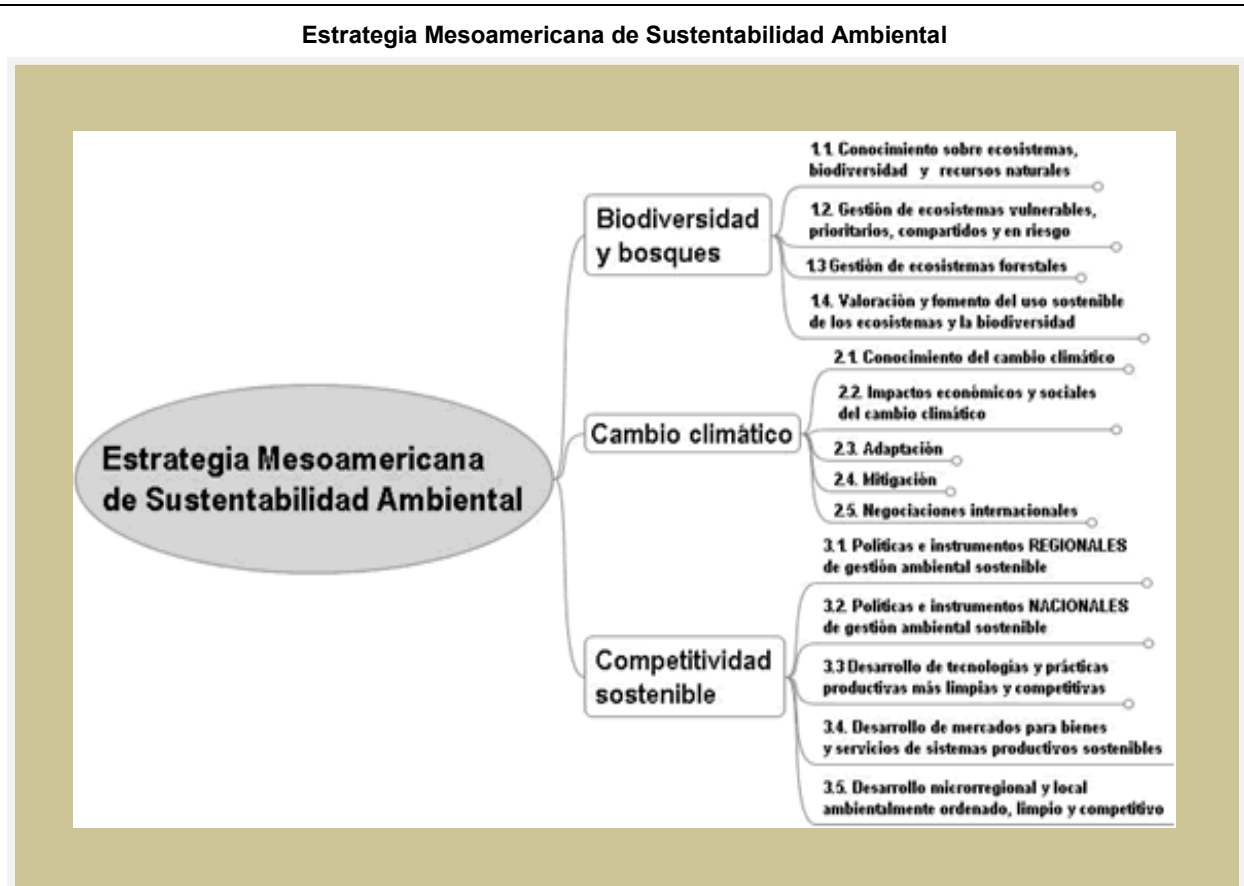 Estrategia Mesoamericana de Sustentabilidad Ambiental
Estrategia Mesoamericana
de Sustentabilidad Ambiental
Biodiversidad
y bosques
1.1. Conocimiento sobre ecosistemas,
biodiversidad y recursos naturales
1.2. Gestión de ecosistemas vulnerables,
prioritarios, compartidos y en riesgo
1.3 Gestión de ecosistemas forestales
1.4. Valoración y fomento del uso sostenible
de los ecosistemas y la biodiversidad
Cambio climático
2.1. Conocimiento del cambio climático
2.2. Impactos económicos y sociales
del cambio climático
2.3. Adaptación
2.4. Mitigación
2.5. Negociaciones internacionales
Competitividad
sostenible
3.1. Políticas e instrumentos REGIONALES
de gestión ambiental sostenible
3.2. Políticas e instrumentos NACIONALES
de gestión ambiental sostenible
3.3 Desarrollo de tecnologías y prácticas
productivas más limpias y competitivas
3.4. Desarrollo de mercados para bienes
y servicios de sistemas productivos sostenibles
3.5. Desarrollo microrregional y local
ambientalmente ordenado, limpio y competitivo